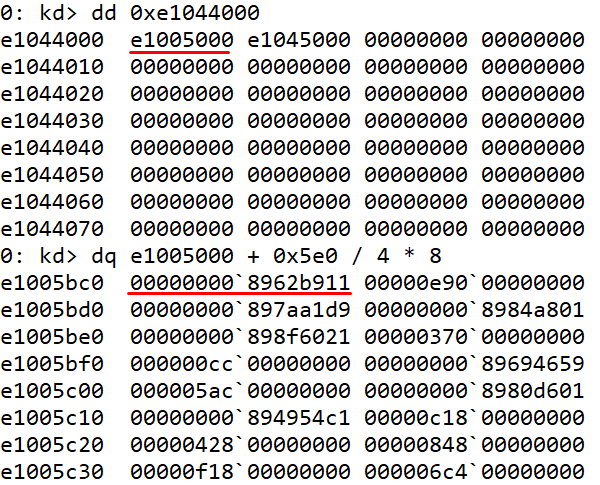 0: kd> dd 0xe1044000
e1044000  e1005000 e1045000 00000000 00000000
e1044010  00000000 00000000 00000000 00000000
e1044020  00000000 00000000 00000000 00000000
e1044030  00000000 00000000 00000000 00000000
e1044040  00000000 00000000 00000000 00000000
e1044050  00000000 00000000 00000000 00000000
e1044060  00000000 00000000 00000000 00000000
e1044070  00000000 00000000 00000000 00000000
0: kd> dq e1005000 + 0x5e0 / 4 * 8
e1005bc0  00000000`8962b911 00000e90`00000000
e1005bd0  00000000`897aa1d9 00000000`8984a801
e1005be0  00000000`898f6021 00000370`00000000
e1005bf0  000000cc`00000000 00000000`89694659
e1005c00  000005ac`00000000 00000000`8980d601
e1005c10  00000000`894954c1 00000c18`00000000
e1005c20  00000428`00000000 00000848`00000000
e1005c30  00000f18`00000000 000006c4`00000000